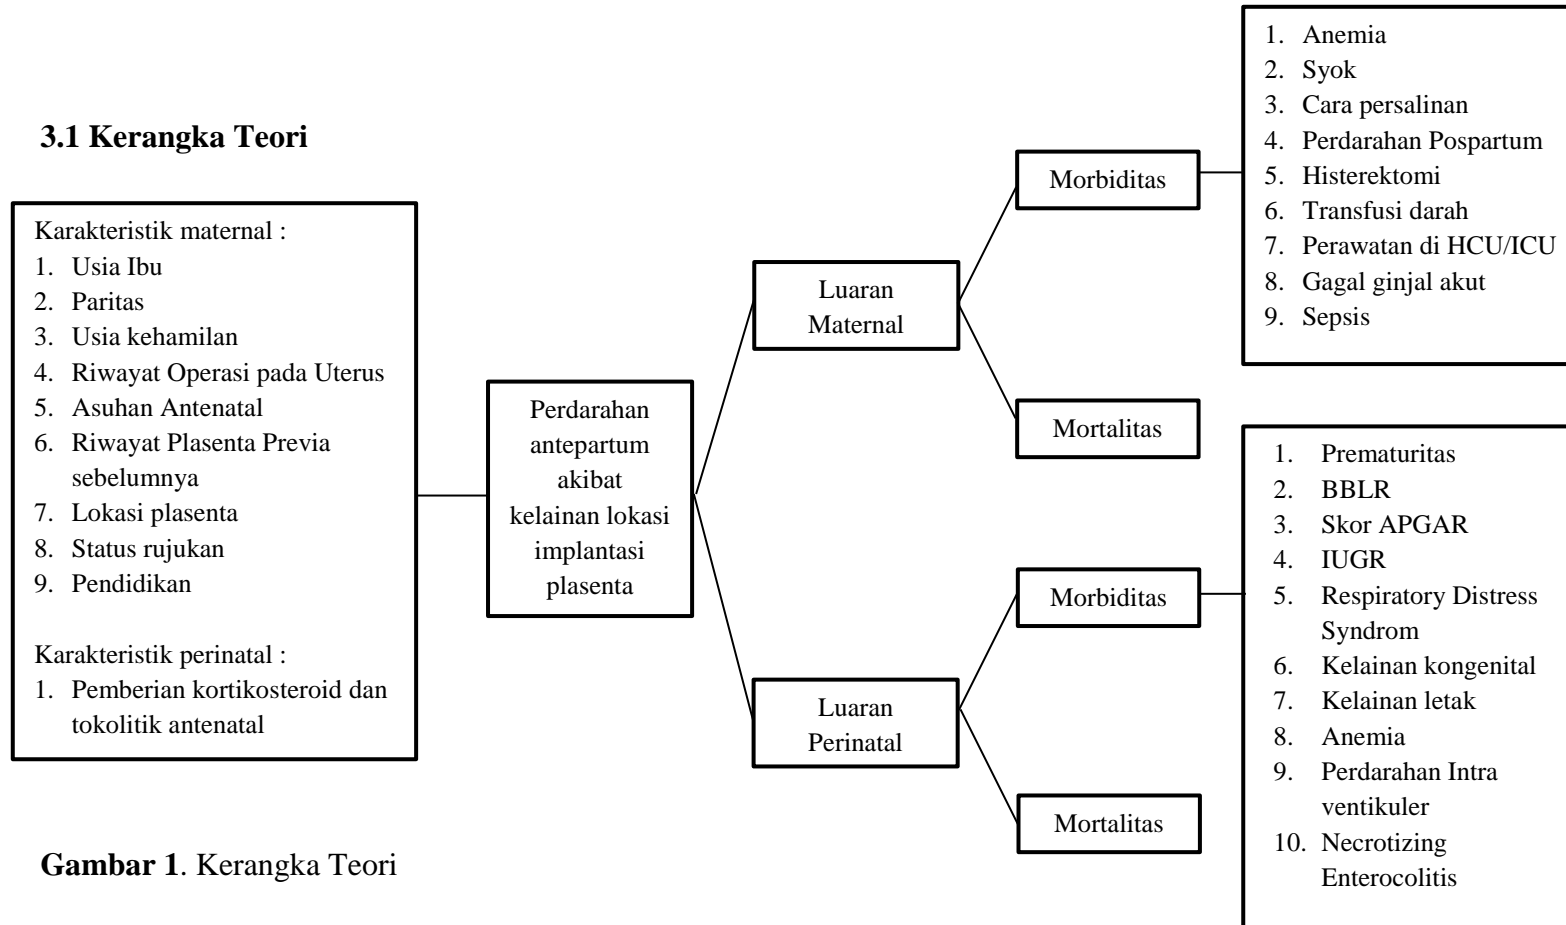 3.1 Kerangka Teori
Karakteristik maternal :
1. Usia Ibu
2. Paritas
3. Usia kehamilan
4. Riwayat Operasi pada Uterus
5. Asuhan Antenatal
6. Riwayat Plasenta Previa
sebelumnya
7. Lokasi plasenta
8. Status rujukan
9. Pendidikan
Karakteristik perinatal :
1. Pemberian kortikosteroid dan
tokolitik antenatal
Perdarahan
antepartum
akibat
kelainan lokasi
implantasi
plasenta
Luaran
Maternal
Morbiditas
1. Anemia
2. Syok
3. Cara persalinan
4. Perdarahan Pospartum
5. Histerektomi
6. Transfusi darah
7. Perawatan di HCU/ICU
8. Gagal ginjal akut
9. Sepsis
Mortalitas
Luaran
Perinatal
Morbiditas
1. Prematuritas
2. BBLR
3. Skor APGAR
4. IUGR
5. Respiratory Distress
Syndrom
6. Kelainan kongenital
7. Kelainan letak
8. Anemia
9. Perdarahan Intra
ventikuler
10. Necrotizing
Enterocolitis
Mortalitas
Gambar 1. Kerangka Teori